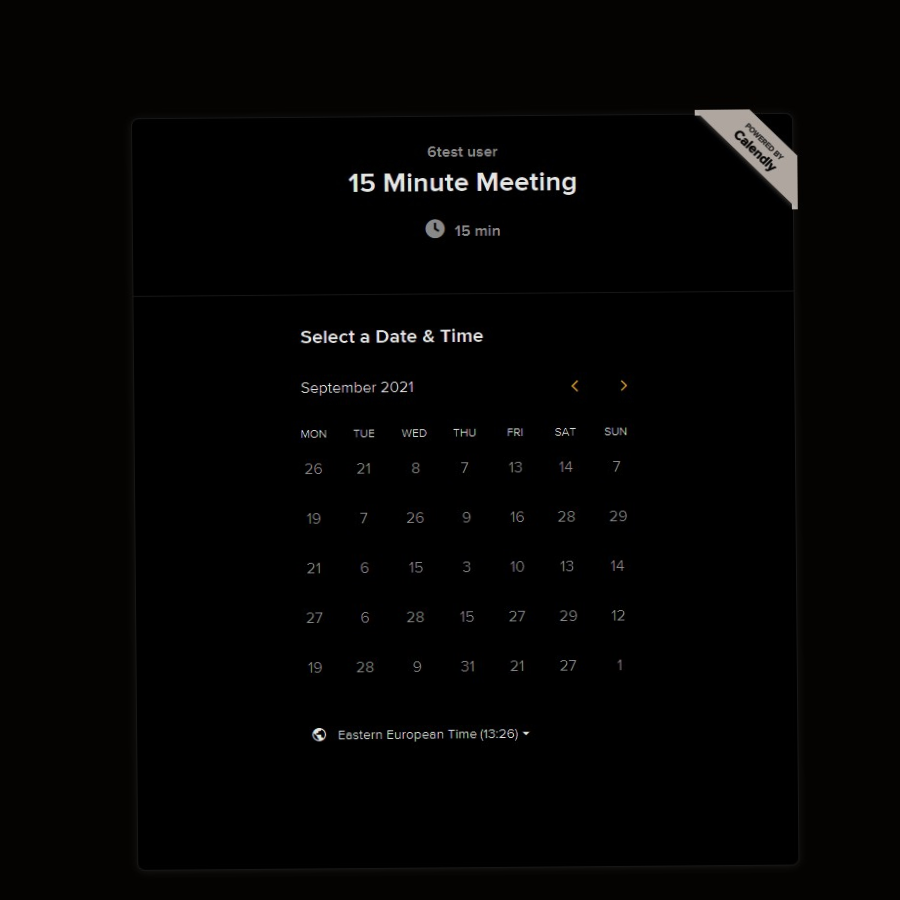 POWERED BY
Calendly
6test user
15 Minute Meeting
15 min
Select a Date & Time
September 2021
MON TUE WED THU FRI SAT SUN
26 21 8 7 13 14 7
19 7 26 9 16 28 29
21 6 15 3 10 13 14
27 6 28 15 27 29 12
19 28 9 31 21 27 1
Eastern European Time (13:26)